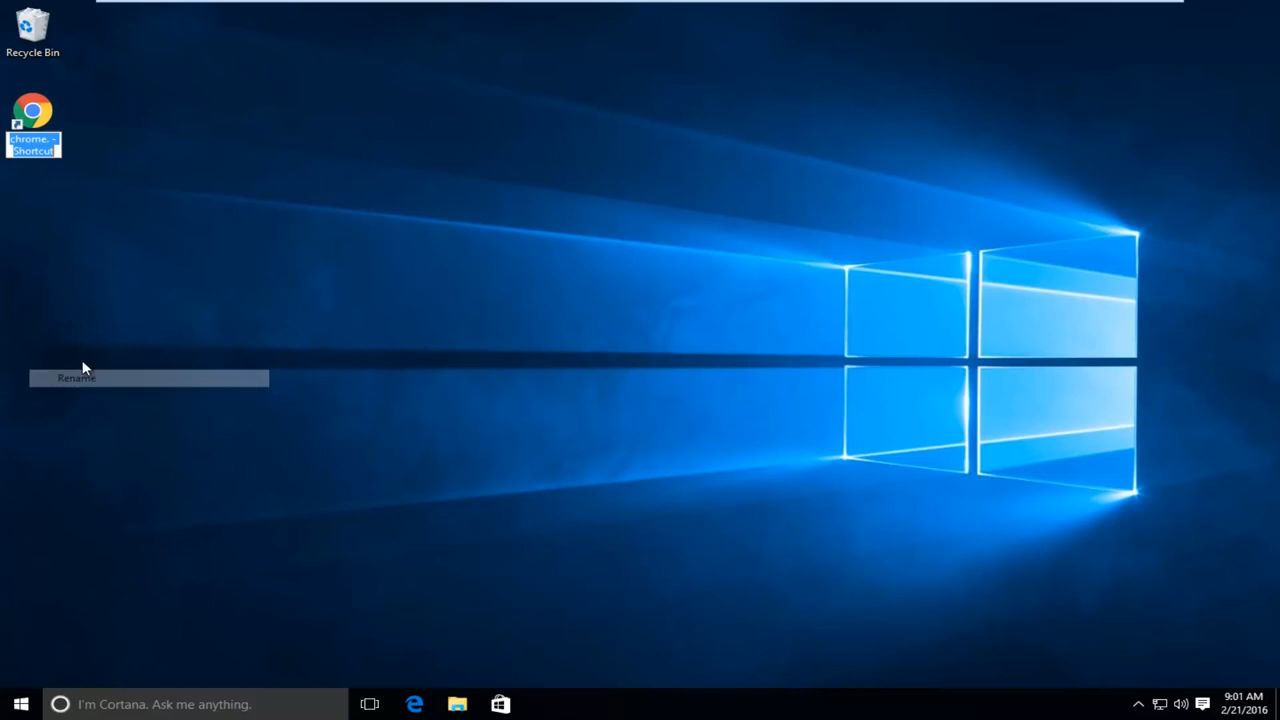 Recycle Bin
chrome. -
Shortcut
Rename
I'm Cortana. Ask me anything.
9:01 AM
2/21/2016